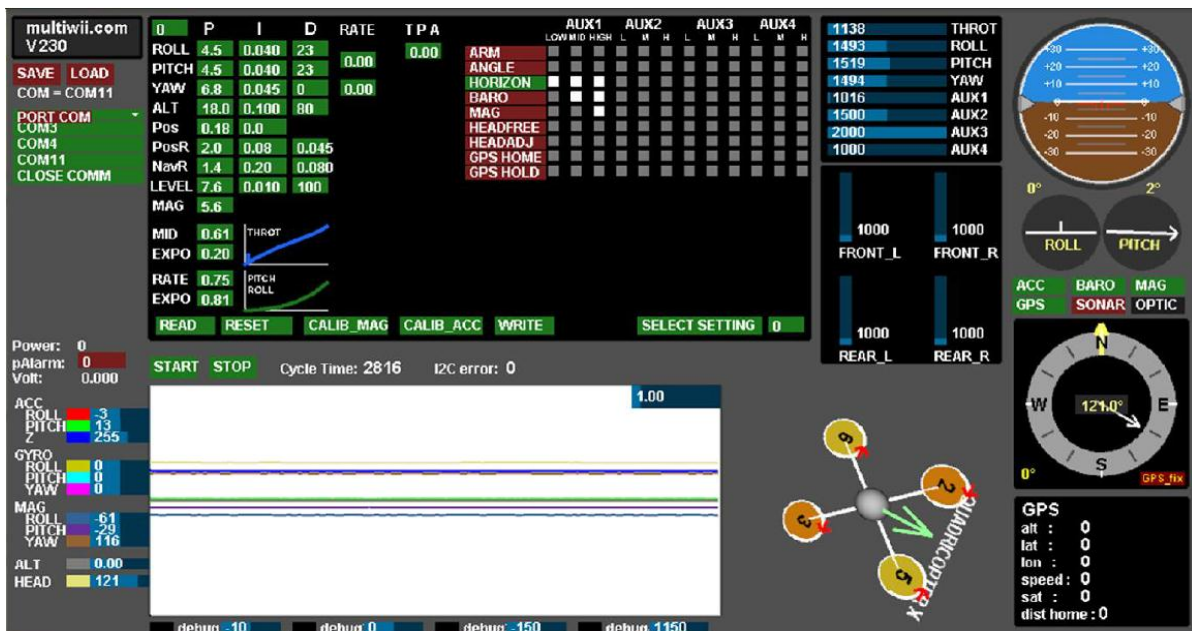 multiwii.com
V230
SAVE LOAD
COM = COM11
PORT COM
COM3
COM4
COM11
CLOSE COMM
0 P I D RATE T P A
ROLL 4.5 0.040 23
0.00 0.00
PITCH 4.5 0.040 23
YAW 6.8 0.045 0 0.00
ALT 18.0 0.100 80
Pos 0.18 0.0
PosR 2.0 0.08 0.045
NavR 1.4 0.20 0.080
LEVEL 7.6 0.010 100
MAG 5.6
MID 0.61 THROT
EXPO 0.20
RATE 0.75 PITCH
ROLL
EXPO 0.81
AUX1 AUX2 AUX3 AUX4
LOW MID HIGH L M H L M H L M H
ARM
ANGLE
HORIZON
BARO
MAG
HEADFREE
HEADADJ
GPS HOME
GPS HOLD
READ RESET CALIB_MAG CALIB_ACC WRITE SELECT SETTING 0
1138 THROT
1493 ROLL
1519 PITCH
1494 YAW
1016 AUX1
1500 AUX2
2000 AUX3
1000 AUX4
1000 1000
FRONT_L FRONT_R
1000 1000
REAR_L REAR_R
+30 +30
+20 +20
+10 +10
0 0
-10 -10
-20 -20
-30 -30
0° 2°
ROLL PITCH
ACC BARO MAG
GPS SONAR OPTIC
N
W 121.0° E
S
0° GPS_fix
GPS
alt : 0
lat : 0
lon : 0
speed : 0
sat : 0
dist home : 0
Power: 0
pAlarm: 0
Volt: 0.000
START STOP Cycle Time: 2816 I2C error: 0
1.00
ACC
ROLL -3
PITCH 13
Z 255
GYRO
ROLL 0
PITCH 0
YAW 0
MAG
ROLL -61
PITCH -29
YAW 116
ALT 0.00
HEAD 121
6
2
3
5
QUADRICOPTER X
debug -10 debug 0 debug -150 debug 1150